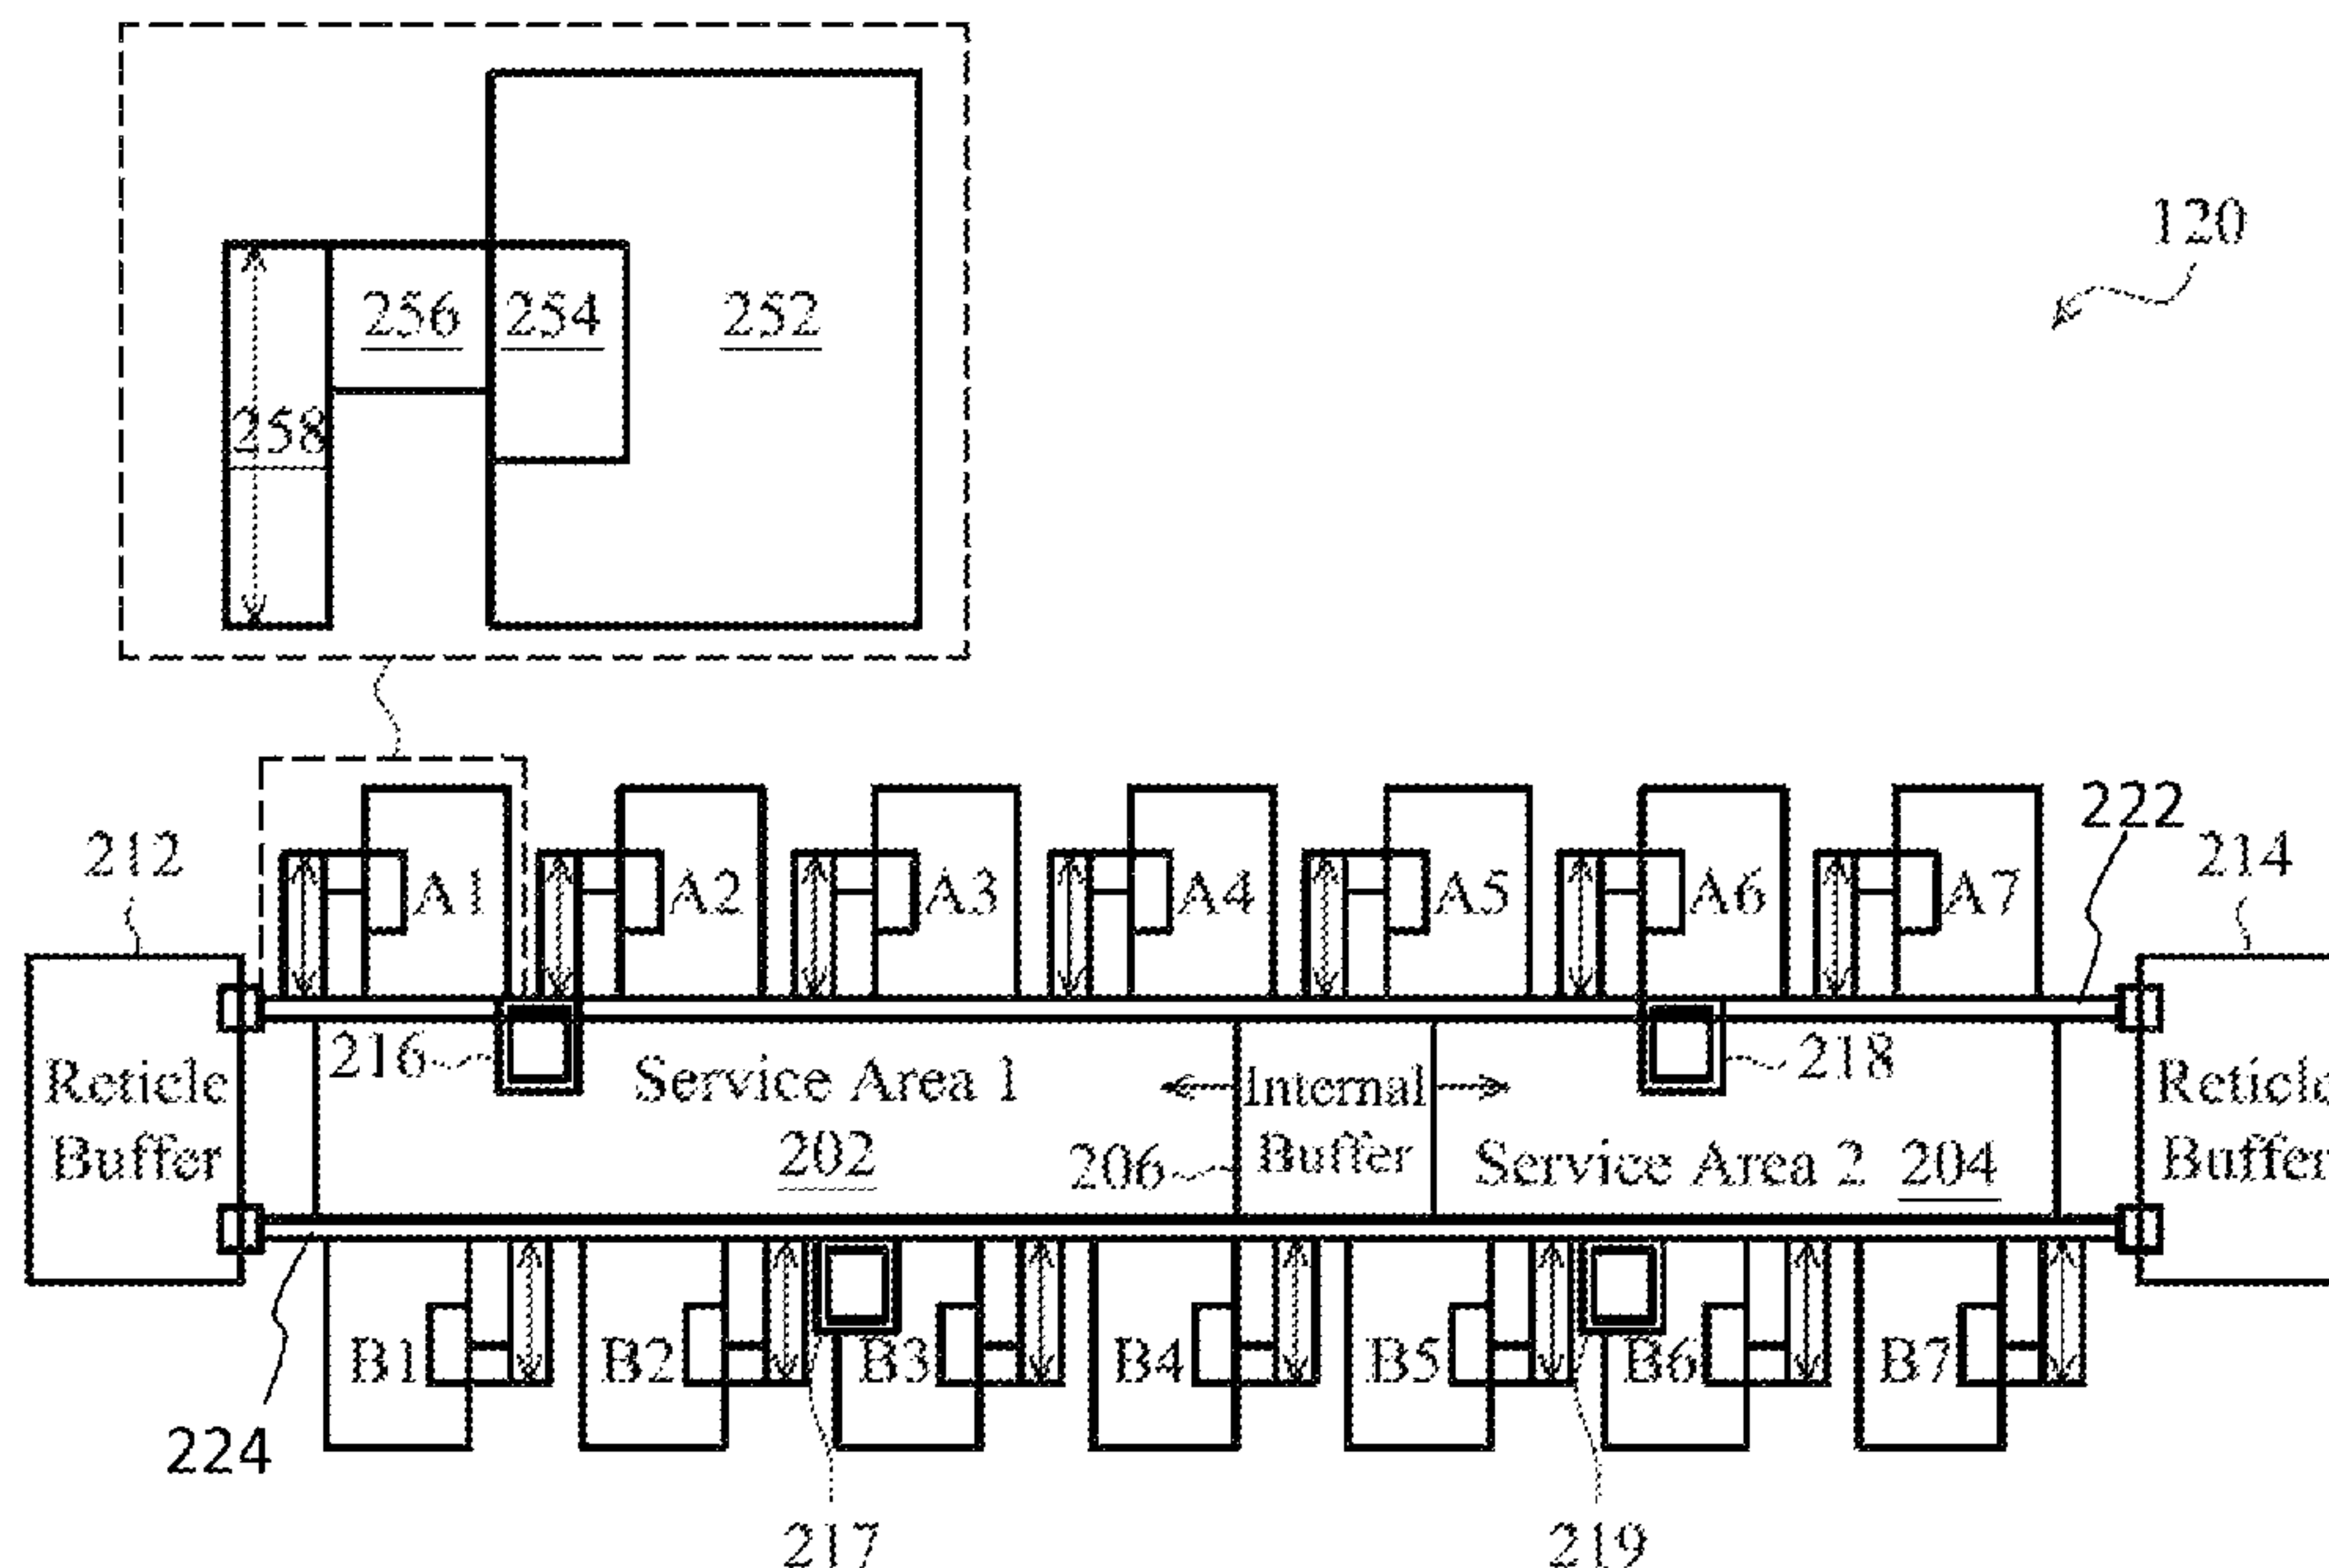 120
256 254 252
258
222
212
214
A1 A2 A3 A4 A5 A6 A7
216
218
Reticle
Buffer
Service Area 1
202
Internal
Buffer
206
Service Area 2 204
Reticle
Buffer
B1 B2 B3 B4 B5 B6 B7
224
217
219